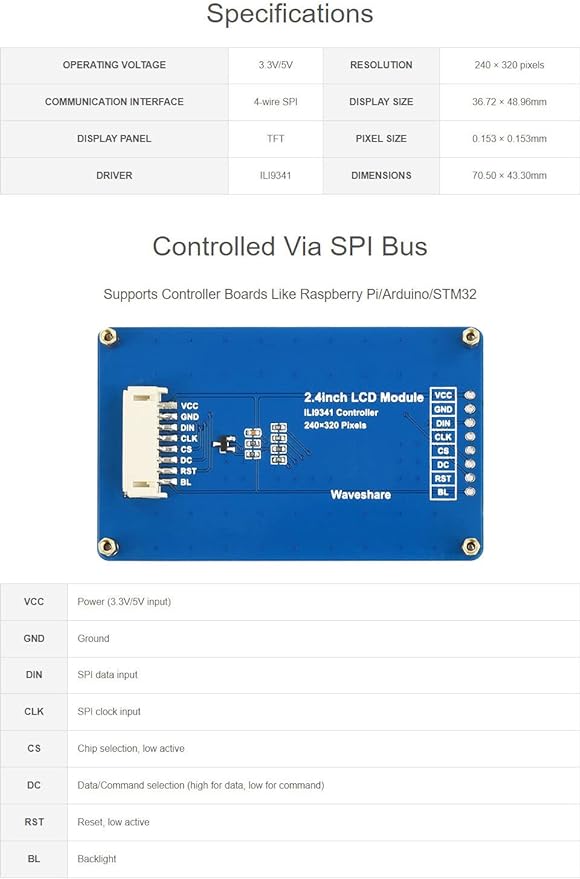 Specifications
OPERATING VOLTAGE 3.3V/5V RESOLUTION 240 × 320 pixels
COMMUNICATION INTERFACE 4-wire SPI DISPLAY SIZE 36.72 × 48.96mm
DISPLAY PANEL TFT PIXEL SIZE 0.153 × 0.153mm
DRIVER ILI9341 DIMENSIONS 70.50 × 43.30mm
Controlled Via SPI Bus
Supports Controller Boards Like Raspberry Pi/Arduino/STM32
VCC
GND
DIN
CLK
CS
DC
RST
BL
2.4inch LCD Module
ILI9341 Controller
240×320 Pixels
Waveshare
VCC
GND
DIN
CLK
CS
DC
RST
BL
VCC Power (3.3V/5V input)
GND Ground
DIN SPI data input
CLK SPI clock input
CS Chip selection, low active
DC Data/Command selection (high for data, low for command)
RST Reset, low active
BL Backlight